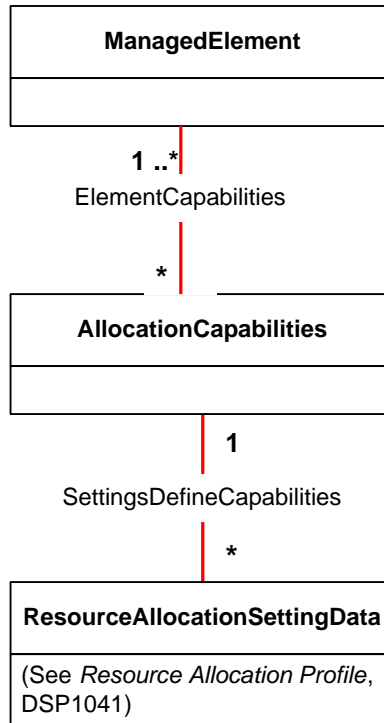 ManagedElement
1 ..*
ElementCapabilities
*
AllocationCapabilities
1
SettingsDefineCapabilities
*
ResourceAllocationSettingData
(See Resource Allocation Profile,
DSP1041)